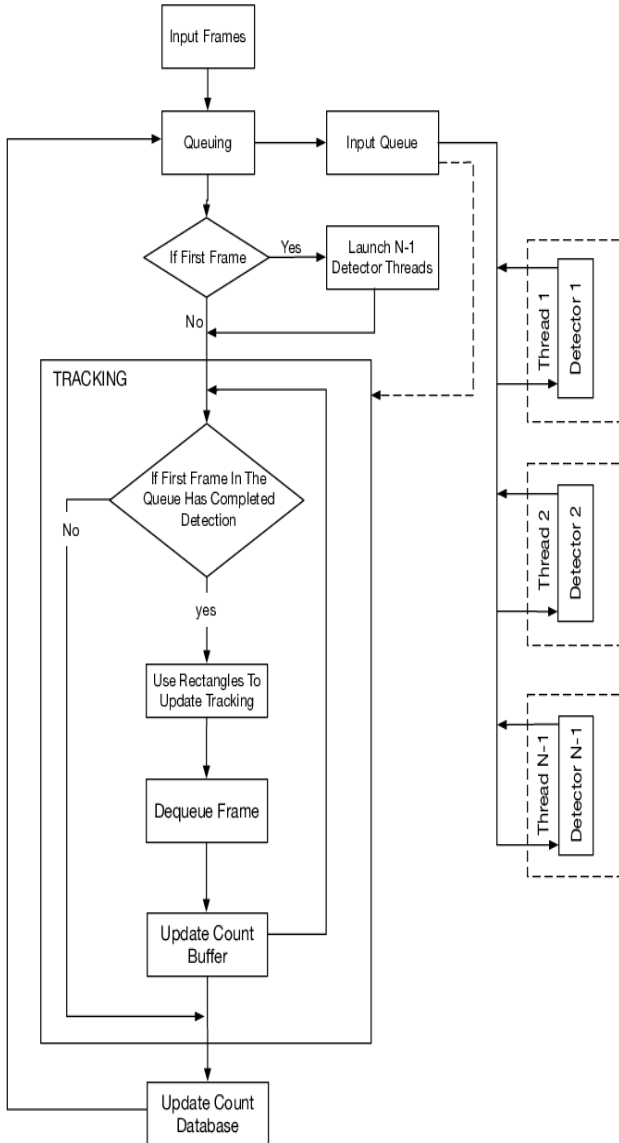 Input Frames
Queuing
Input Queue
If First Frame
Yes
Launch N-1
Detector Threads
No
Thread 1
Detector 1
TRACKING
If First Frame In The
Queue Has Completed
Detection
No
yes
Thread 2
Detector 2
Use Rectangles To
Update Tracking
Dequeue Frame
Thread N-1
Detector N-1
Update Count
Buffer
Update Count
Database